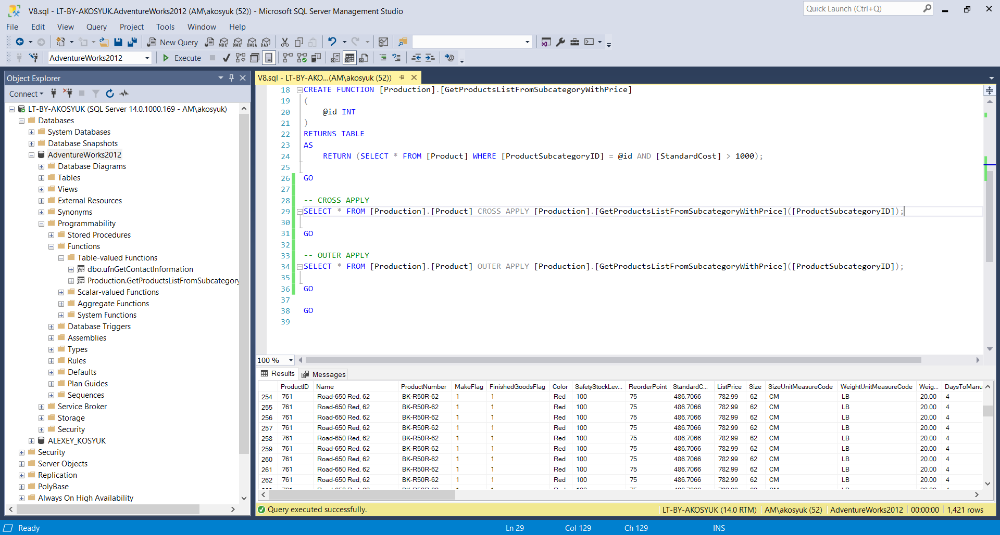 V8.sql - LT-BY-AKOSYUK.AdventureWorks2012 (AM\akosyuk (52)) - Microsoft SQL Server Management Studio
Quick Launch (Ctrl+Q)
File Edit View Query Project Tools Window Help
New Query MDX DMX XMLA DAX
AdventureWorks2012 Execute
Object Explorer
Connect
LT-BY-AKOSYUK (SQL Server 14.0.1000.169 - AM\akosyuk)
Databases
System Databases
Database Snapshots
AdventureWorks2012
Database Diagrams
Tables
Views
External Resources
Synonyms
Programmability
Stored Procedures
Functions
Table-valued Functions
dbo.ufnGetContactInformation
Production.GetProductsListFromSubcategory
Scalar-valued Functions
Aggregate Functions
System Functions
Database Triggers
Assemblies
Types
Rules
Defaults
Plan Guides
Sequences
Service Broker
Storage
Security
ALEXEY_KOSYUK
Security
Server Objects
Replication
PolyBase
Always On High Availability
V8.sql - LT-BY-AKO...(AM\akosyuk (52))
18 CREATE FUNCTION [Production].[GetProductsListFromSubcategoryWithPrice]
19 (
20 @id INT
21 )
22 RETURNS TABLE
23 AS
24 RETURN (SELECT * FROM [Product] WHERE [ProductSubcategoryID] = @id AND [StandardCost] > 1000);
25
26 GO
27
28 -- CROSS APPLY
29 SELECT * FROM [Production].[Product] CROSS APPLY [Production].[GetProductsListFromSubcategoryWithPrice]([ProductSubcategoryID]);
30
31 GO
32
33 -- OUTER APPLY
34 SELECT * FROM [Production].[Product] OUTER APPLY [Production].[GetProductsListFromSubcategoryWithPrice]([ProductSubcategoryID]);
35
36 GO
37
38 GO
39
100 %
Results Messages
ProductID Name ProductNumber MakeFlag FinishedGoodsFlag Color SafetyStockLev... ReorderPoint StandardC... ListPrice Size SizeUnitMeasureCode WeightUnitMeasureCode Weig... DaysToManu
254 761 Road-650 Red, 62 BK-R50R-62 1 1 Red 100 75 486.7066 782.99 62 CM LB 20.00 4
255 761 Road-650 Red, 62 BK-R50R-62 1 1 Red 100 75 486.7066 782.99 62 CM LB 20.00 4
256 761 Road-650 Red, 62 BK-R50R-62 1 1 Red 100 75 486.7066 782.99 62 CM LB 20.00 4
257 761 Road-650 Red, 62 BK-R50R-62 1 1 Red 100 75 486.7066 782.99 62 CM LB 20.00 4
258 761 Road-650 Red, 62 BK-R50R-62 1 1 Red 100 75 486.7066 782.99 62 CM LB 20.00 4
259 761 Road-650 Red, 62 BK-R50R-62 1 1 Red 100 75 486.7066 782.99 62 CM LB 20.00 4
260 761 Road-650 Red, 62 BK-R50R-62 1 1 Red 100 75 486.7066 782.99 62 CM LB 20.00 4
261 761 Road-650 Red, 62 BK-R50R-62 1 1 Red 100 75 486.7066 782.99 62 CM LB 20.00 4
262 761 Road-650 Red, 62 BK-R50R-62 1 1 Red 100 75 486.7066 782.99 62 CM LB 20.00 4
Query executed successfully. LT-BY-AKOSYUK (14.0 RTM) AM\akosyuk (52) AdventureWorks2012 00:00:00 1,421 rows
Ready Ln 29 Col 129 Ch 129 INS